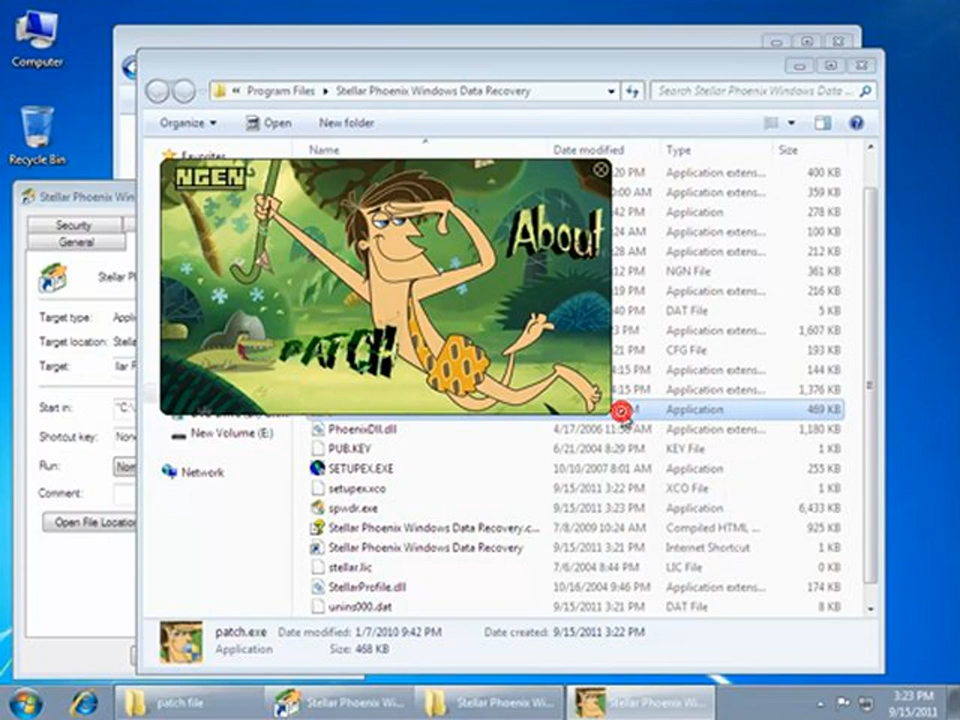 Computer
Recycle Bin
Program Files
Stellar Phoenix Windows Data Recovery
Search Stellar Phoenix Windows Data ...
Organize
Open
New folder
Name
Date modified
Type
Size
Favorites
20 PM
Application extens...
400 KB
NGEN
About
PATCH
:00 AM
Application extens...
359 KB
:42 PM
Application
278 KB
:24 AM
Application extens...
100 KB
:28 AM
Application extens...
212 KB
:12 PM
NGN File
361 KB
:19 PM
Application extens...
216 KB
:40 PM
DAT File
5 KB
3 PM
Application extens...
1,607 KB
:21 PM
CFG File
193 KB
4:15 PM
Application extens...
144 KB
4:15 PM
Application extens...
1,376 KB
Application
469 KB
New Volume (E:)
Network
PhoenixDll.dll
4/17/2006
Application extens...
1,180 KB
PUB.KEY
6/21/2004 8:29 PM
KEY File
1 KB
SETUPEX.EXE
10/10/2007 8:01 AM
Application
255 KB
setupex.xco
9/15/2011 3:22 PM
XCO File
1 KB
spwdr.exe
9/15/2011 3:23 PM
Application
6,433 KB
Stellar Phoenix Windows Data Recovery.c...
7/8/2009 10:24 AM
Compiled HTML ...
925 KB
Stellar Phoenix Windows Data Recovery
9/15/2011 3:21 PM
Internet Shortcut
1 KB
stellar.lic
7/6/2004 8:44 PM
LIC File
0 KB
StellarProfile.dll
10/16/2004 9:46 PM
Application extens...
174 KB
unins000.dat
9/15/2011 3:21 PM
DAT File
8 KB
patch.exe
Date modified: 1/7/2010 9:42 PM
Date created: 9/15/2011 3:22 PM
Application
Size: 468 KB
Stellar Phoenix Win
Security
General
Stellar Ph
Target type:
Appli
Target location:
Stella
Target:
Start in:
"C:\
Shortcut key:
None
Run:
Comment:
Open File Location
patch file
Stellar Phoenix Wi...
Stellar Phoenix Wi...
Stellar Phoenix Wi...
3:23 PM
9/15/2011